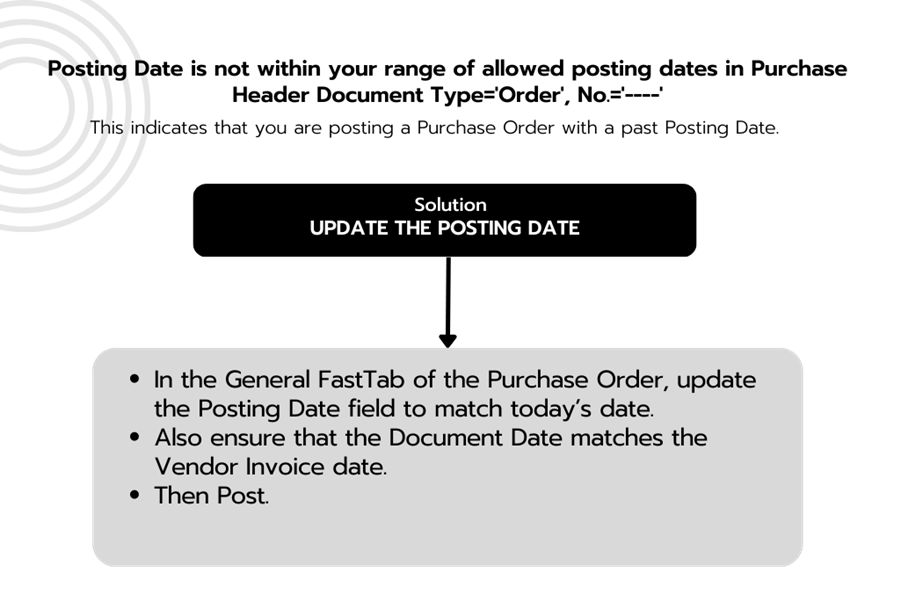 Posting Date is not within your range of allowed posting dates in Purchase
Header Document Type='Order', No.='----'
This indicates that you are posting a Purchase Order with a past Posting Date.
Solution
UPDATE THE POSTING DATE
• In the General FastTab of the Purchase Order, update
the Posting Date field to match today's date.
• Also ensure that the Document Date matches the
Vendor Invoice date.
• Then Post.